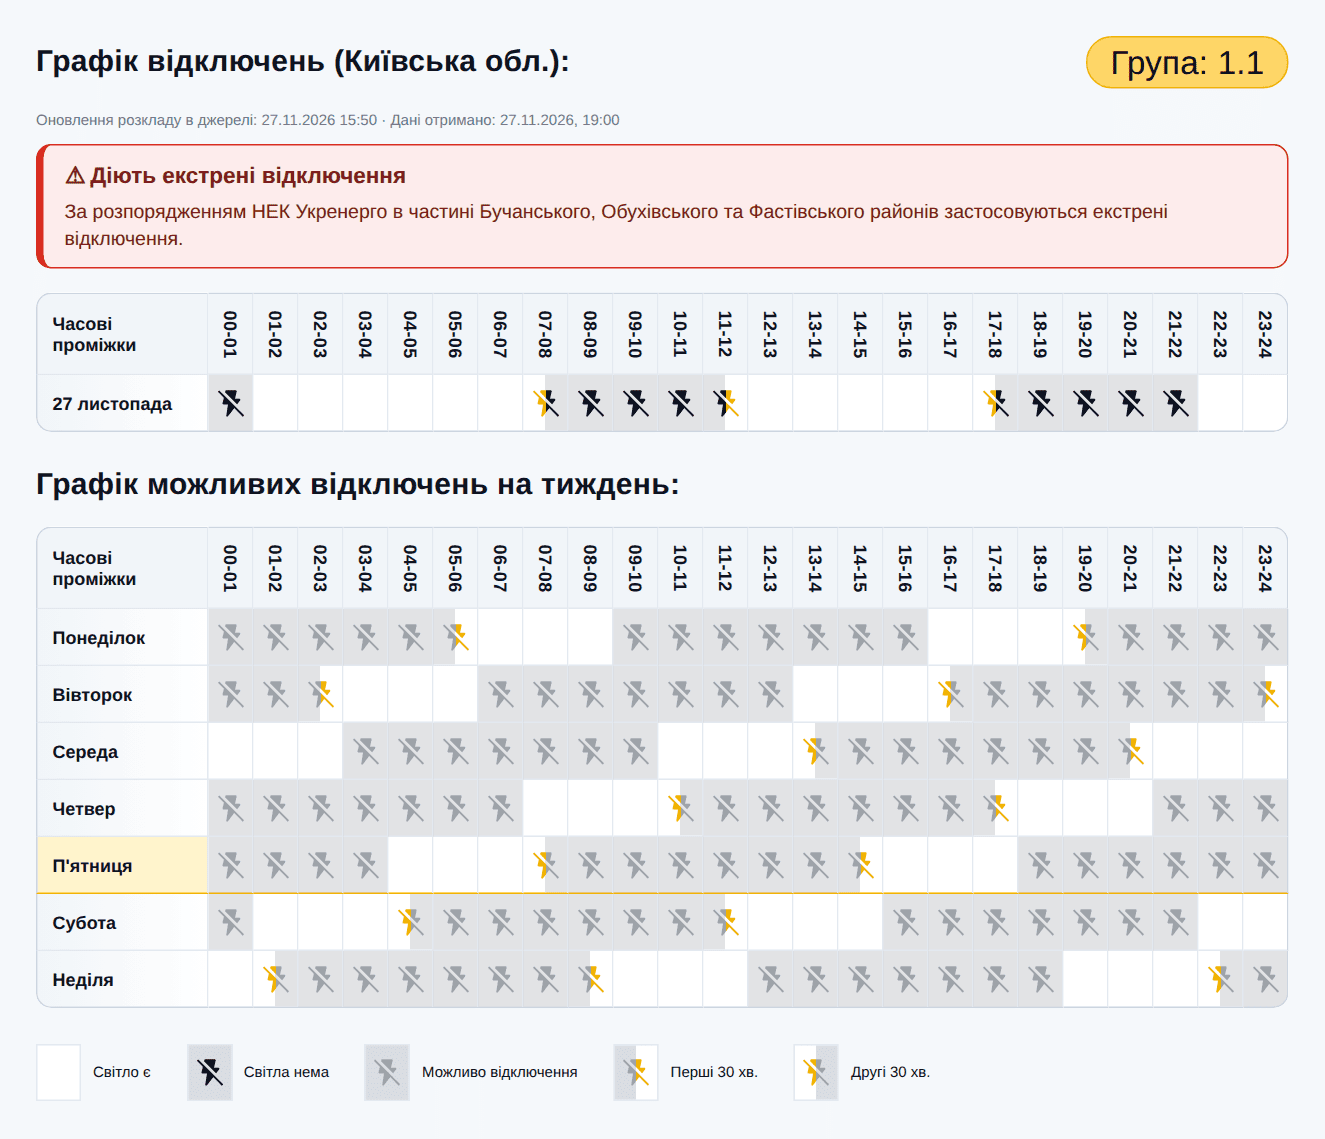 Графік відключень (Київська обл.):
Група: 1.1
Оновлення розкладу в джерелі: 27.11.2026 15:50 · Дані отримано: 27.11.2026, 19:00
⚠ Діють екстрені відключення
За розпорядженням НЕК Укренерго в частині Бучанського, Обухівського та Фастівського районів застосовуються екстрені
відключення.
Часові
проміжки
00-01 01-02 02-03 03-04 04-05 05-06 06-07 07-08 08-09 09-10 10-11 11-12 12-13 13-14 14-15 15-16 16-17 17-18 18-19 19-20 20-21 21-22 22-23 23-24
27 листопада
Графік можливих відключень на тиждень:
Часові
проміжки
00-01 01-02 02-03 03-04 04-05 05-06 06-07 07-08 08-09 09-10 10-11 11-12 12-13 13-14 14-15 15-16 16-17 17-18 18-19 19-20 20-21 21-22 22-23 23-24
Понеділок
Вівторок
Середа
Четвер
П'ятниця
Субота
Неділя
Світло є
Світла нема
Можливо відключення
Перші 30 хв.
Другі 30 хв.